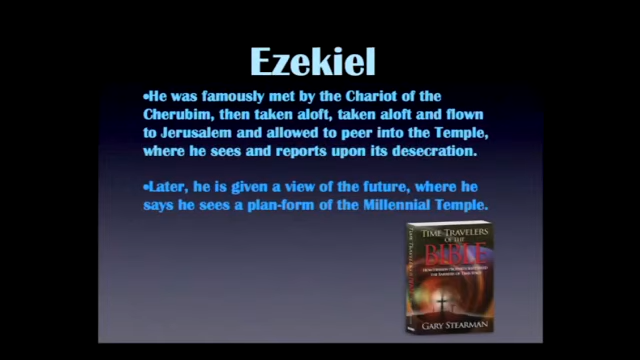 Ezekiel
•He was famously met by the Chariot of the
Cherubim, then taken aloft, taken aloft and flown
to Jerusalem and allowed to peer into the Temple,
where he sees and reports upon its desecration.
•Later, he is given a view of the future, where he
says he sees a plan-form of the Millennial Temple.
TIME TRAVELERS
OF THE
BIBLE
GARY STEARMAN